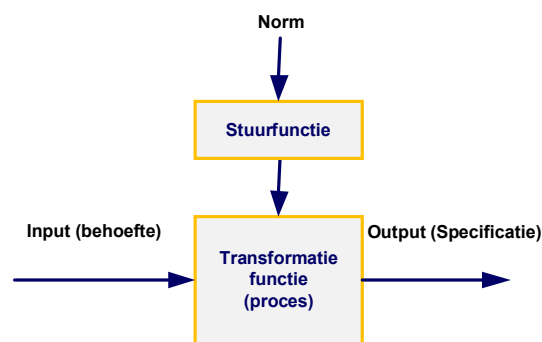 Norm
Stuurfunctie
Input (behoefte)
Output (Specificatie)
Transformatie
functie
(proces)